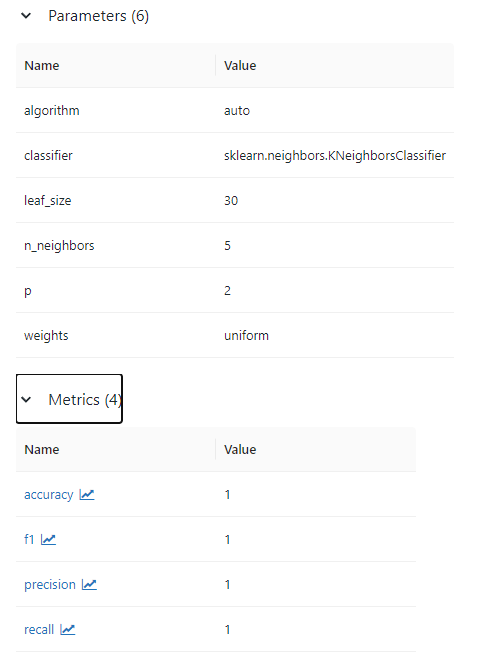 Parameters (6)
Name Value
algorithm auto
classifier sklearn.neighbors.KNeighborsClassifier
leaf_size 30
n_neighbors 5
p 2
weights uniform
Metrics (4)
Name Value
accuracy 1
f1 1
precision 1
recall 1